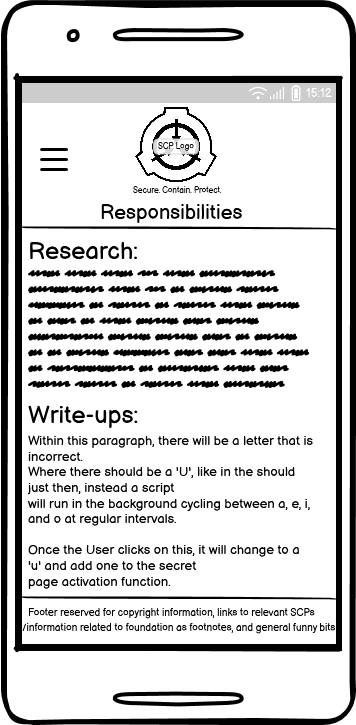 15:12
SCP Logo
Secure. Contain. Protect.
Responsibilities
Research:
Write-ups:
Within this paragraph, there will be a letter that is
incorrect.
Where there should be a 'U', like in the should
just then, instead a script
will run in the background cycling between a, e, i,
and o at regular intervals.
Once the User clicks on this, it will change to a
'u' and add one to the secret
page activation function.
Footer reserved for copyright information, links to relevant SCPs
/information related to foundation as footnotes, and general funny bits